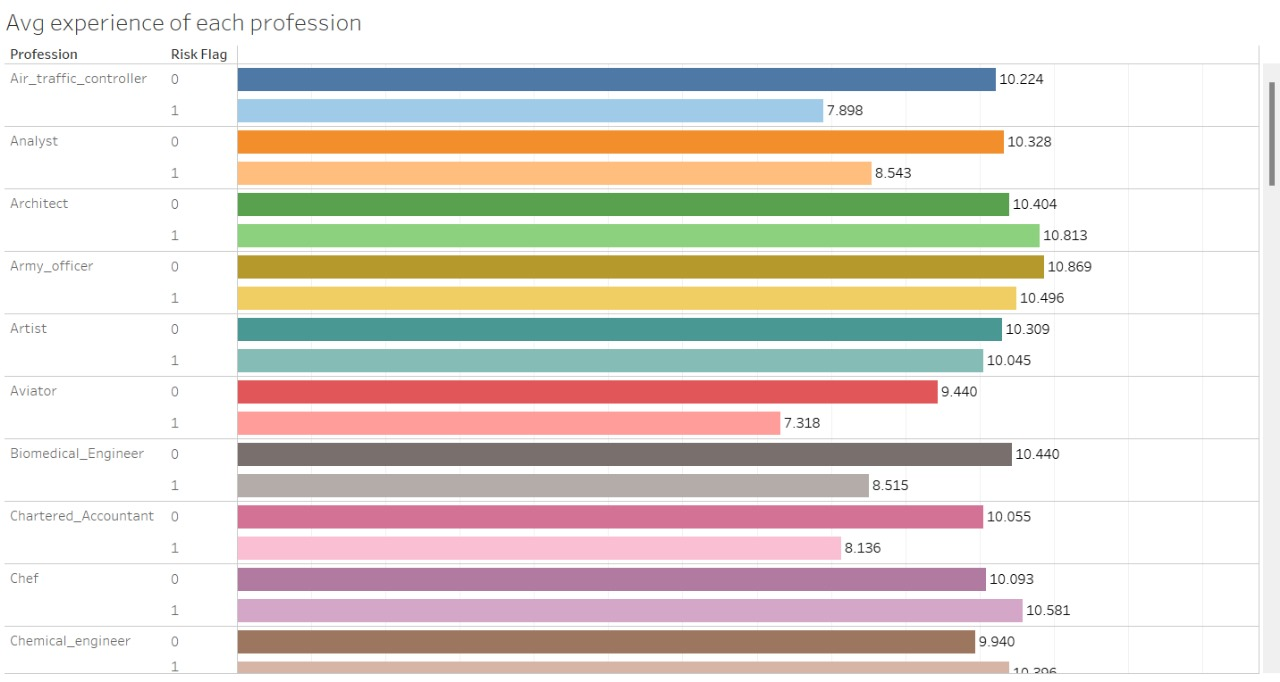 Avg experience of each profession
Profession Risk Flag
Air_traffic_controller 0 10.224
1 7.898
Analyst 0 10.328
1 8.543
Architect 0 10.404
1 10.813
Army_officer 0 10.869
1 10.496
Artist 0 10.309
1 10.045
Aviator 0 9.440
1 7.318
Biomedical_Engineer 0 10.440
1 8.515
Chartered_Accountant 0 10.055
1 8.136
Chef 0 10.093
1 10.581
Chemical_engineer 0 9.940
1